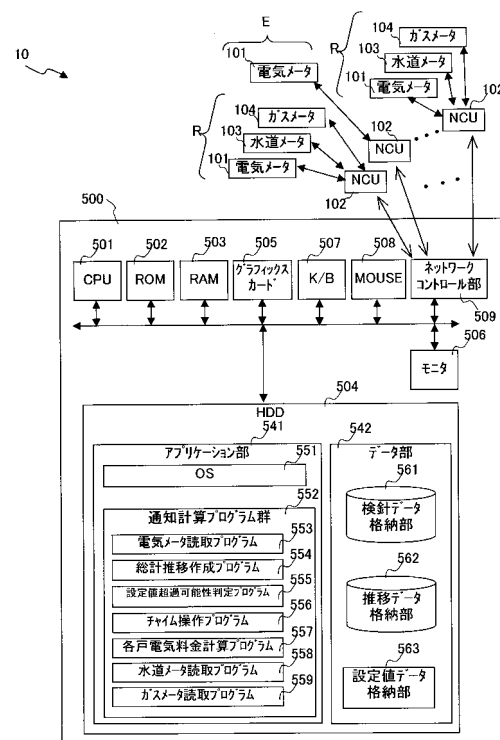 10
E
R
104
ガスメータ
103
水道メータ
101
電気メータ
102
NCU
101
電気メータ
R
104
ガスメータ
103
水道メータ
101
電気メータ
102
NCU
NCU
102
500
501
502
503
505
507
508
CPU
ROM
RAM
グラフィックス
カード
K/B
MOUSE
ネットワーク
コントロール部
509
506
モニタ
504
HDD
541
アプリケーション部
551
OS
552
通知計算プログラム群
553
電気メータ読取プログラム
554
総計推移作成プログラム
555
設定値超過可能性判定プログラム
556
チャイム操作プログラム
557
各戸電気料金計算プログラム
558
水道メータ読取プログラム
559
ガスメータ読取プログラム
542
データ部
561
検針データ
格納部
562
推移データ
格納部
563
設定値データ
格納部